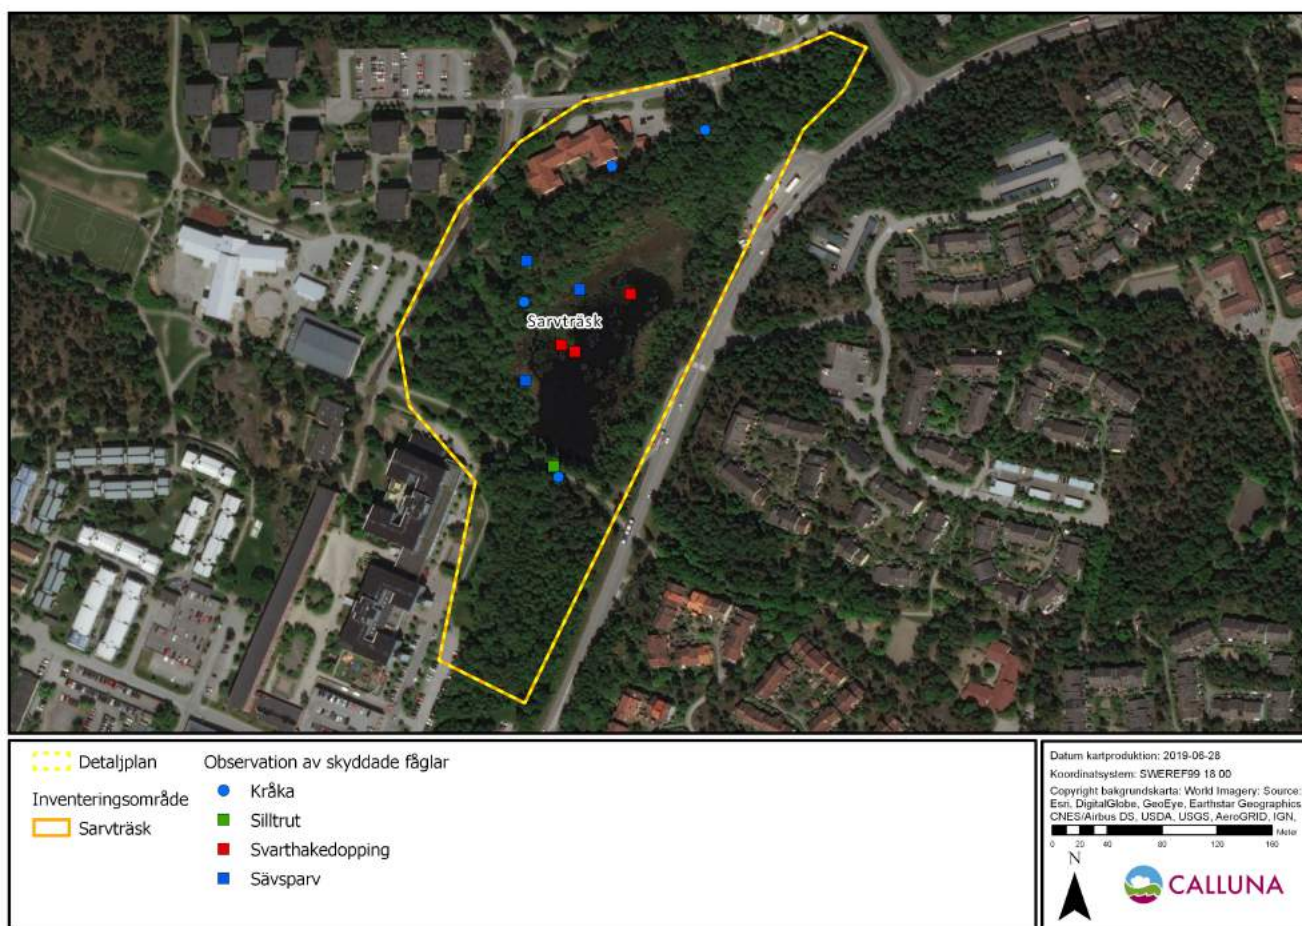 Sarvträsk
Detaljplan
Inventeringsområde
Sarvträsk
Observation av skyddade fåglar
Kråka
Silltrut
Svarthakedopping
Sävsparv
Datum kartproduktion: 2019-06-28
Koordinatsystem: SWEREF99 18 00
Copyright bakgrundskarta: World Imagery: Source:
Esri, DigitalGlobe, GeoEye, Earthstar Geographics,
CNES/Airbus DS, USDA, USGS, AeroGRID, IGN,
Meter
0 20 40 80 120 160
N
CALLUNA